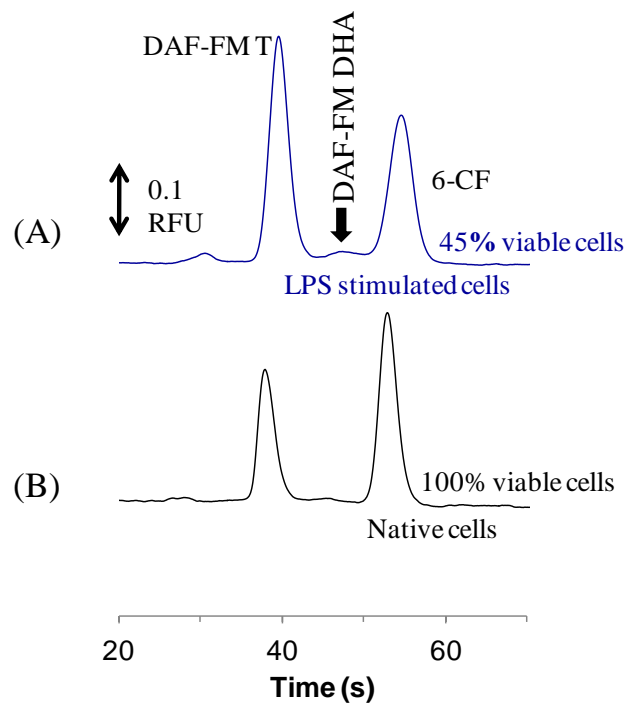 DAF-FM T
DAF-FM DHA
6-CF
0.1
RFU
(A)
45% viable cells
LPS stimulated cells
(B)
100% viable cells
Native cells
20
40
60
Time (s)